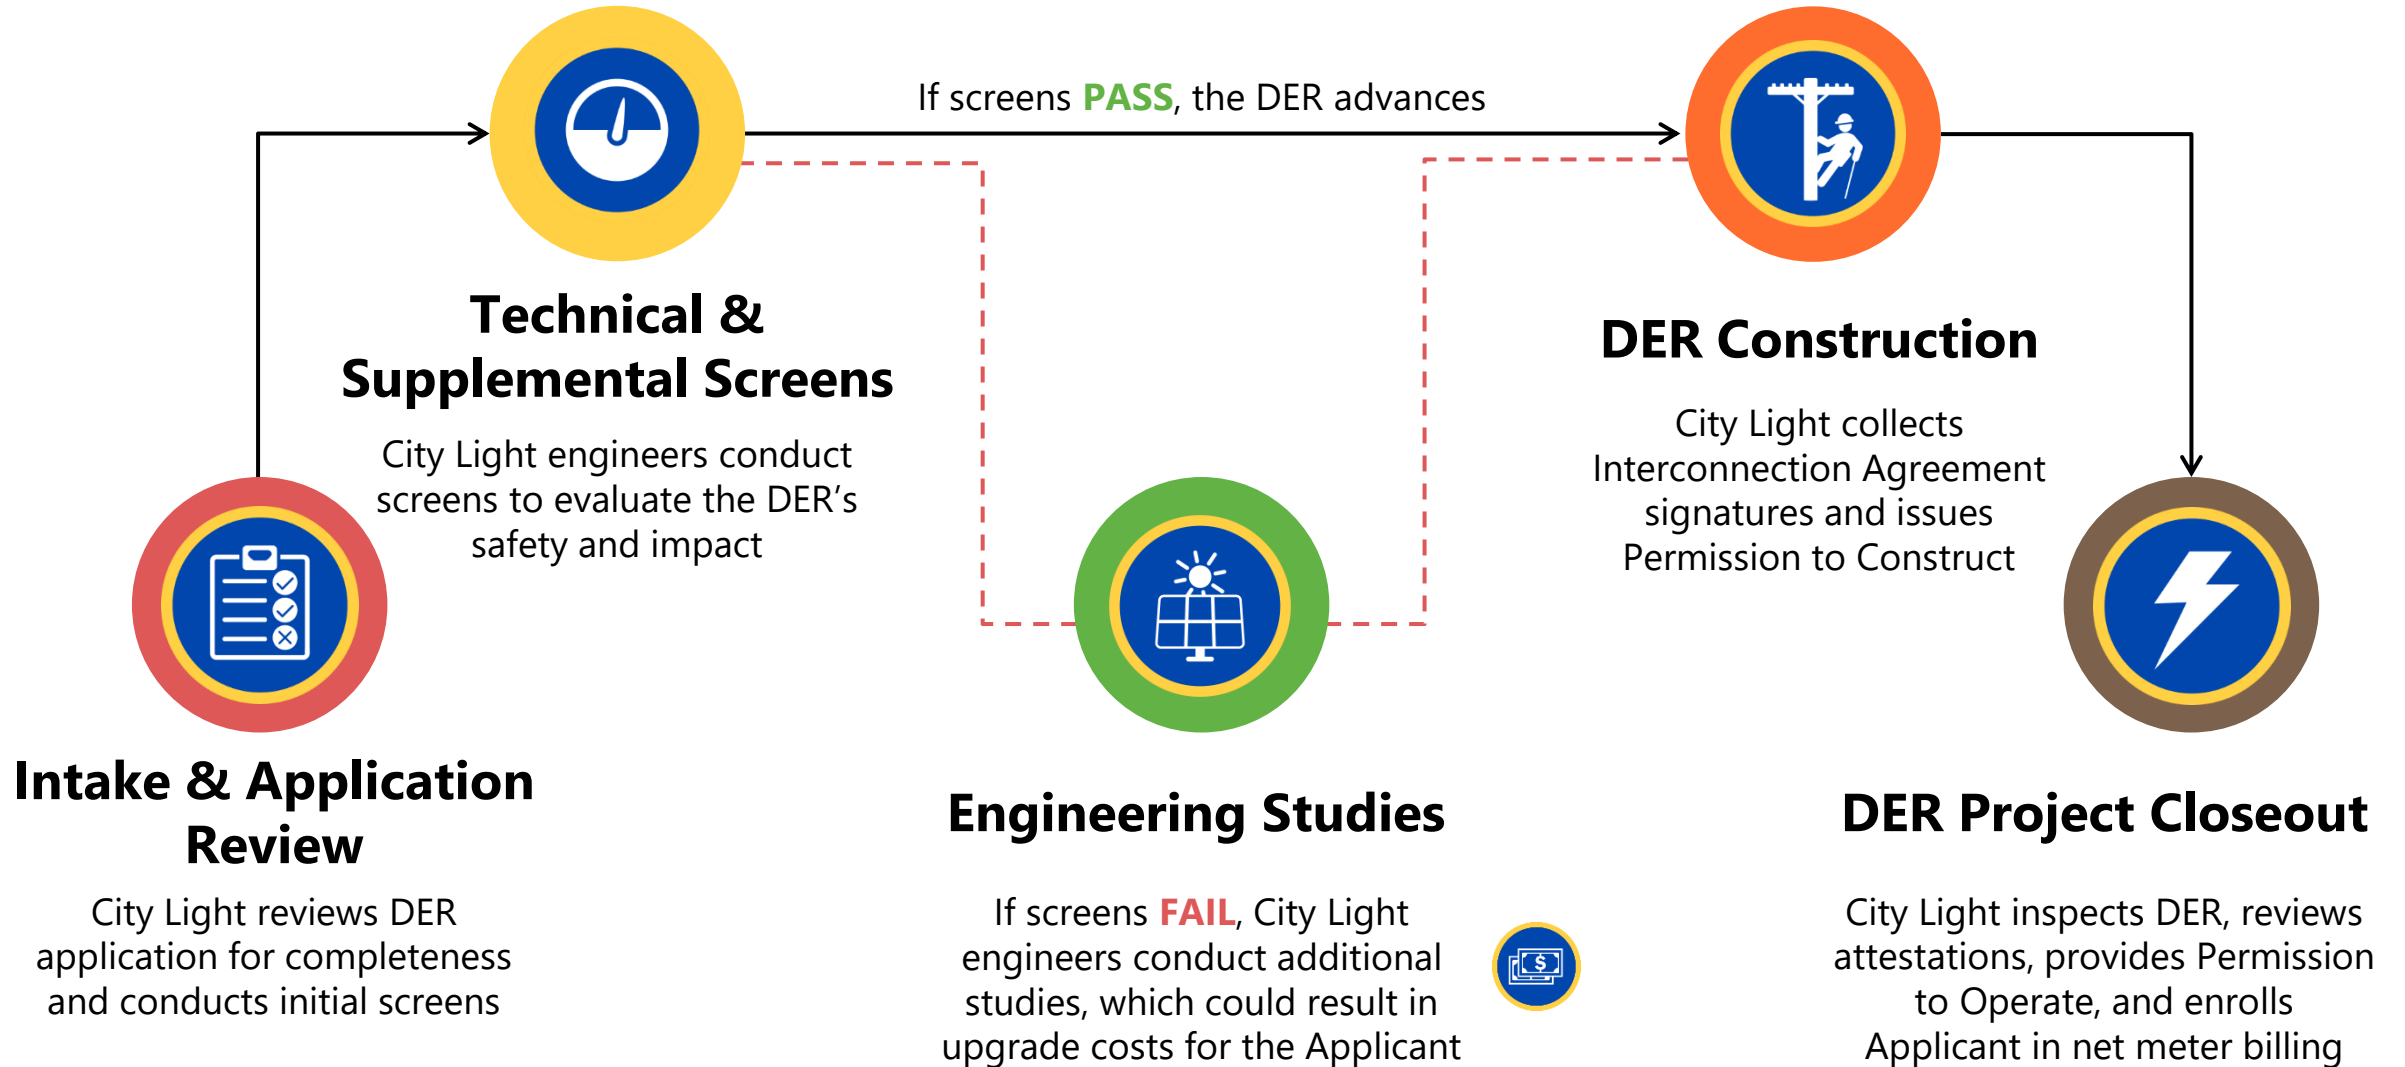 If screens PASS, the DER advances
Technical &
Supplemental Screens
City Light engineers conduct
screens to evaluate the DER’s
safety and impact
DER Construction
City Light collects
Interconnection Agreement
signatures and issues
Permission to Construct
Intake & Application
Review
City Light reviews DER
application for completeness
and conducts initial screens
Engineering Studies
If screens FAIL, City Light
engineers conduct additional
studies, which could result in
upgrade costs for the Applicant
$
DER Project Closeout
City Light inspects DER, reviews
attestations, provides Permission
to Operate, and enrolls
Applicant in net meter billing